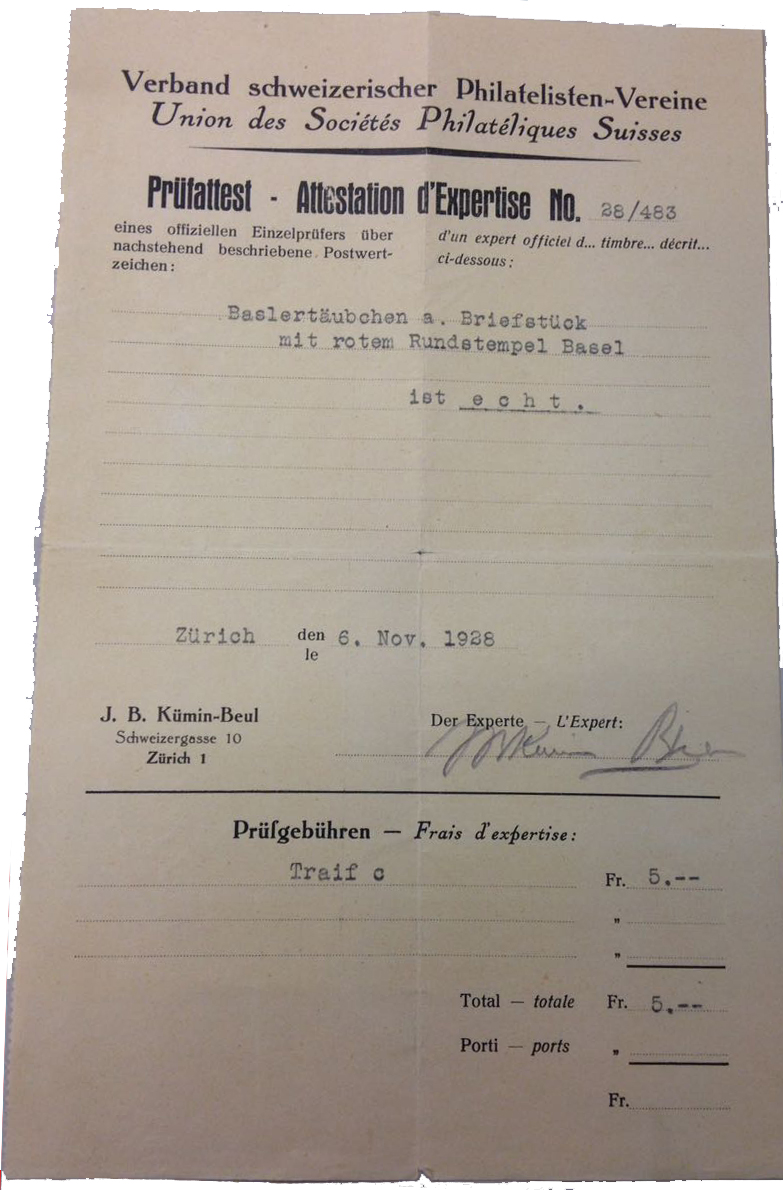 Verband schweizerischer Philatelisten-Vereine
Union des Sociétés Philatéliques Suisses
Prüfattest - Attestation d'Expertise No. 28/483
eines offiziellen Einzelprüfers über
nachstehend beschriebene Postwert-
zeichen:
d'un expert officiel d... timbre... décrit...
ci-dessous:
Baslertäubchen a. Briefstück
mit rotem Rundstempel Basel
ist e c h t .
Zürich den 6. Nov. 1928
le
J. B. Kümin-Beul
Schweizergasse 10
Zürich 1
Der Experte — L'Expert:
Prüfgebühren — Frais d'expertise:
Traif c Fr. 5.--
"
"
Total — totale Fr. 5.--
Porti — ports "
Fr.